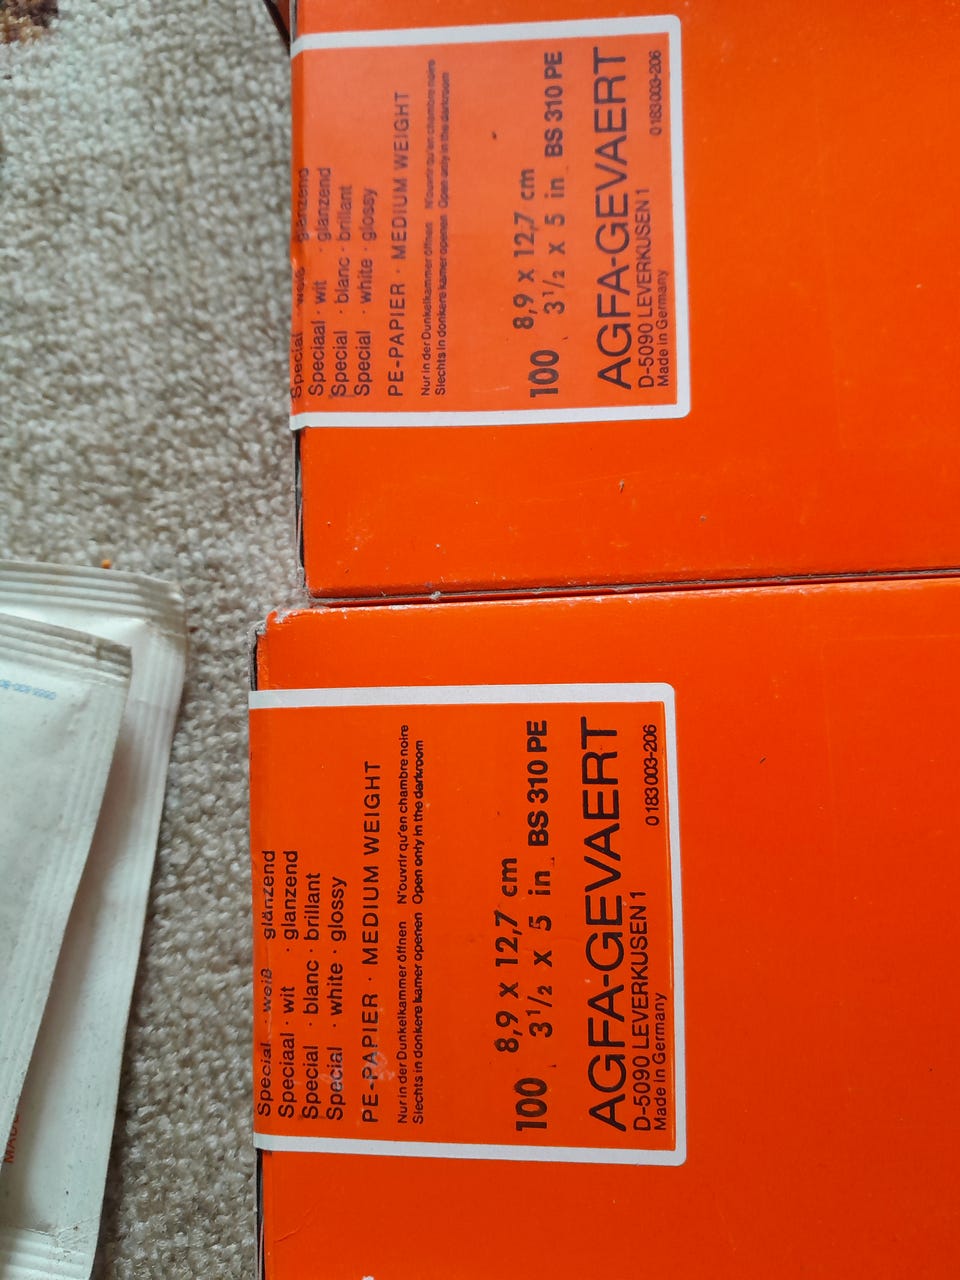 Special · weiß · glänzend
Speciaal · wit · glanzend
Special · blanc · brillant
Special · white · glossy
PE-PAPIER · MEDIUM WEIGHT
Nur in der Dunkelkammer öffnen N'ouvrir qu'en chambre noire
Slechts in donkere kamer openen Open only in the darkroom
100 8,9 x 12,7 cm
3 1/2 x 5 in BS 310 PE
AGFA-GEVAERT
D-5090 LEVERKUSEN 1
Made in Germany 0183003-206
Special · weiß glänzend
Speciaal · wit · glanzend
Special · blanc · brillant
Special · white · glossy
PE-PAPIER · MEDIUM WEIGHT
Nur in der Dunkelkammer öffnen N'ouvrir qu'en chambre noire
Slechts in donkere kamer openen Open only in the darkroom
100 8,9 x 12,7 cm
3 1/2 x 5 in BS 310 PE
AGFA-GEVAERT
D-5090 LEVERKUSEN 1
Made in Germany 0183003-206